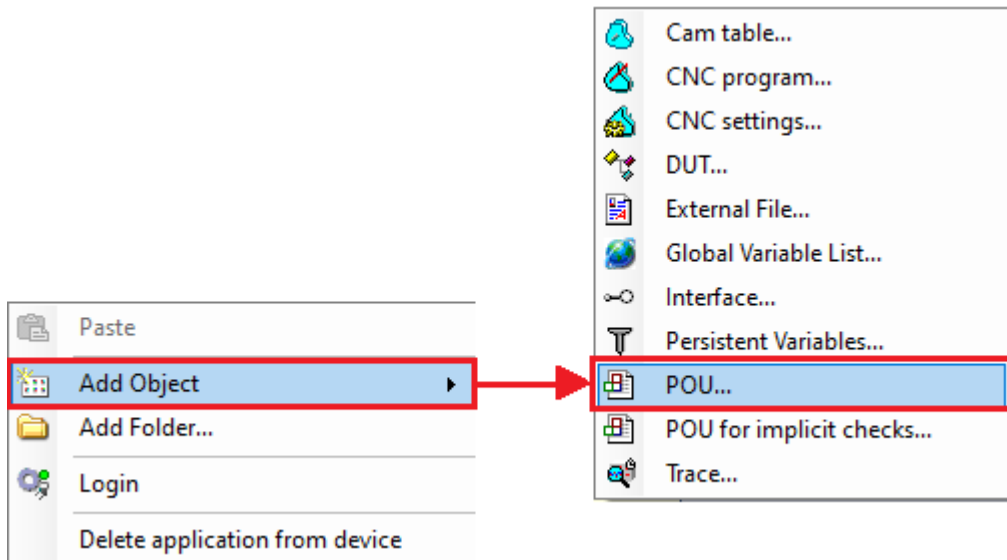 Cam table...
CNC program...
CNC settings...
DUT...
External File...
Global Variable List...
Interface...
Persistent Variables...
POU...
POU for implicit checks...
Trace...
Paste
Add Object
Add Folder...
Login
Delete application from device